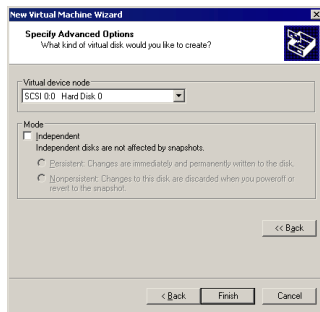 New Virtual Machine Wizard
Specify Advanced Options
What kind of virtual disk would you like to create?
Virtual device node
SCSI 0:0 Hard Disk 0
Mode
Independent
Independent disks are not affected by snapshots.
Persistent: Changes are immediately and permanently written to the disk.
Nonpersistent: Changes to this disk are discarded when you poweroff or
revert to the snapshot.
<< Back
< Back
Finish
Cancel